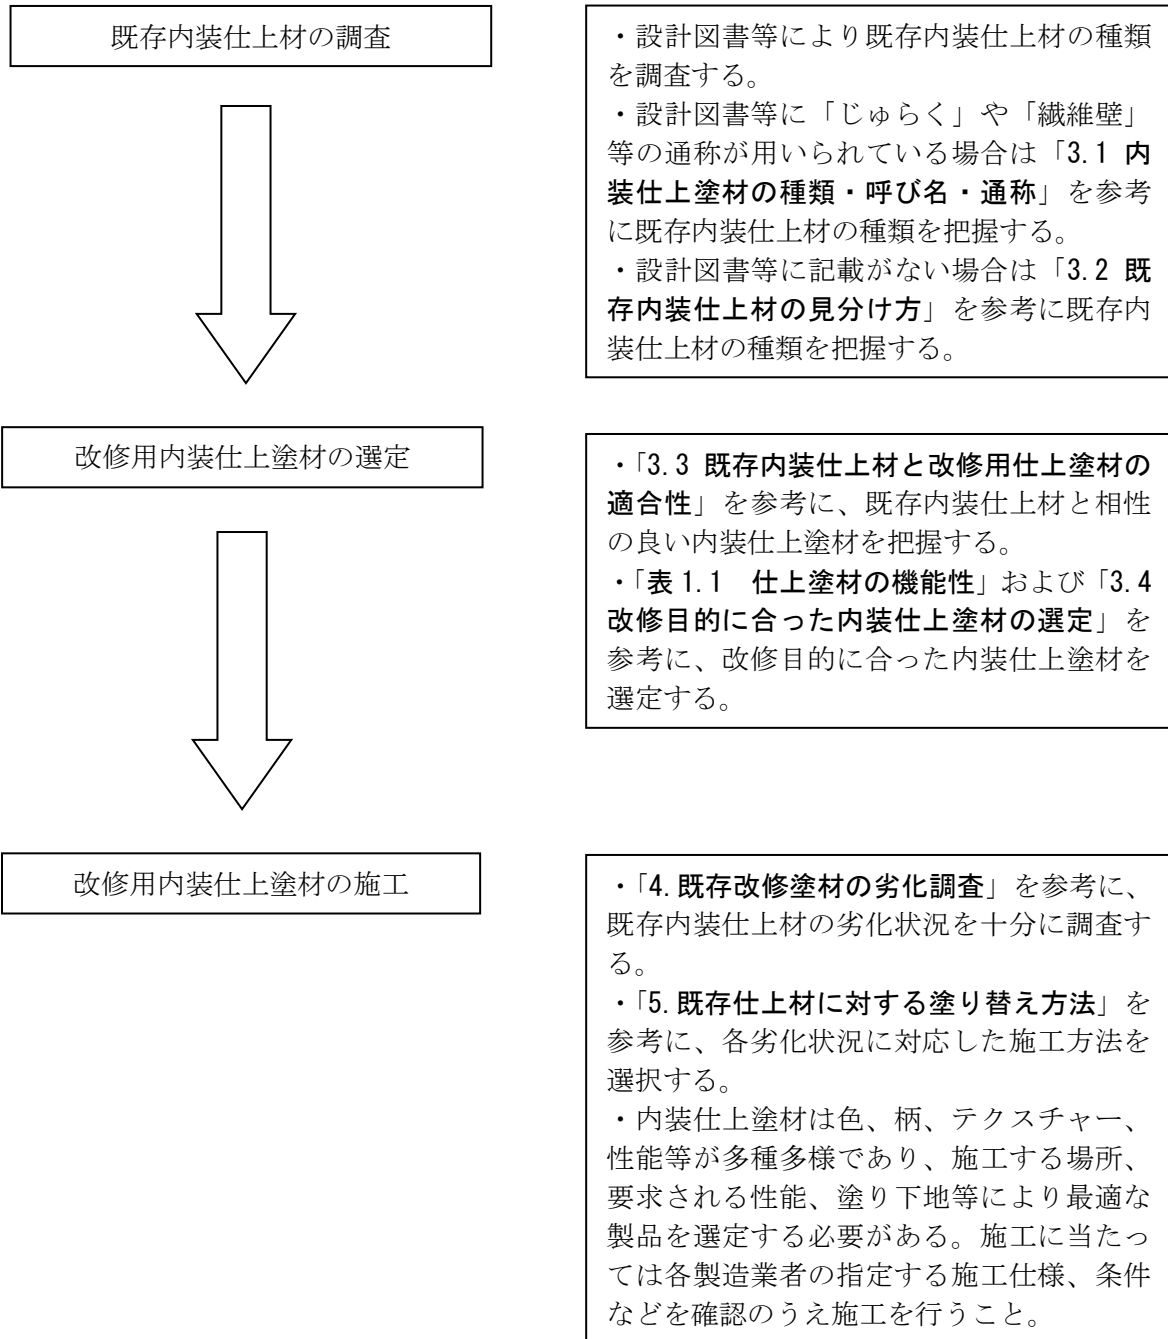 既存内装仕上材の調査
・設計図書等により既存内装仕上材の種類
を調査する。
・設計図書等に「じゅらく」や「繊維壁」
等の通称が用いられている場合は「3.1 内
装仕上塗材の種類・呼び名・通称」を参考
に既存内装仕上材の種類を把握する。
・設計図書等に記載がない場合は「3.2 既
存内装仕上材の見分け方」を参考に既存内
装仕上材の種類を把握する。
改修用内装仕上塗材の選定
・「3.3 既存内装仕上材と改修用仕上塗材の
適合性」を参考に、既存内装仕上材と相性
の良い内装仕上塗材を把握する。
・「表 1.1　仕上塗材の機能性」および「3.4
改修目的に合った内装仕上塗材の選定」を
参考に、改修目的に合った内装仕上塗材を
選定する。
改修用内装仕上塗材の施工
・「4.既存改修塗材の劣化調査」を参考に、
既存内装仕上材の劣化状況を十分に調査す
る。
・「5.既存仕上材に対する塗り替え方法」を
参考に、各劣化状況に対応した施工方法を
選択する。
・内装仕上塗材は色、柄、テクスチャー、
性能等が多種多様であり、施工する場所、
要求される性能、塗り下地等により最適な
製品を選定する必要がある。施工に当たっ
ては各製造業者の指定する施工仕様、条件
などを確認のうえ施工を行うこと。